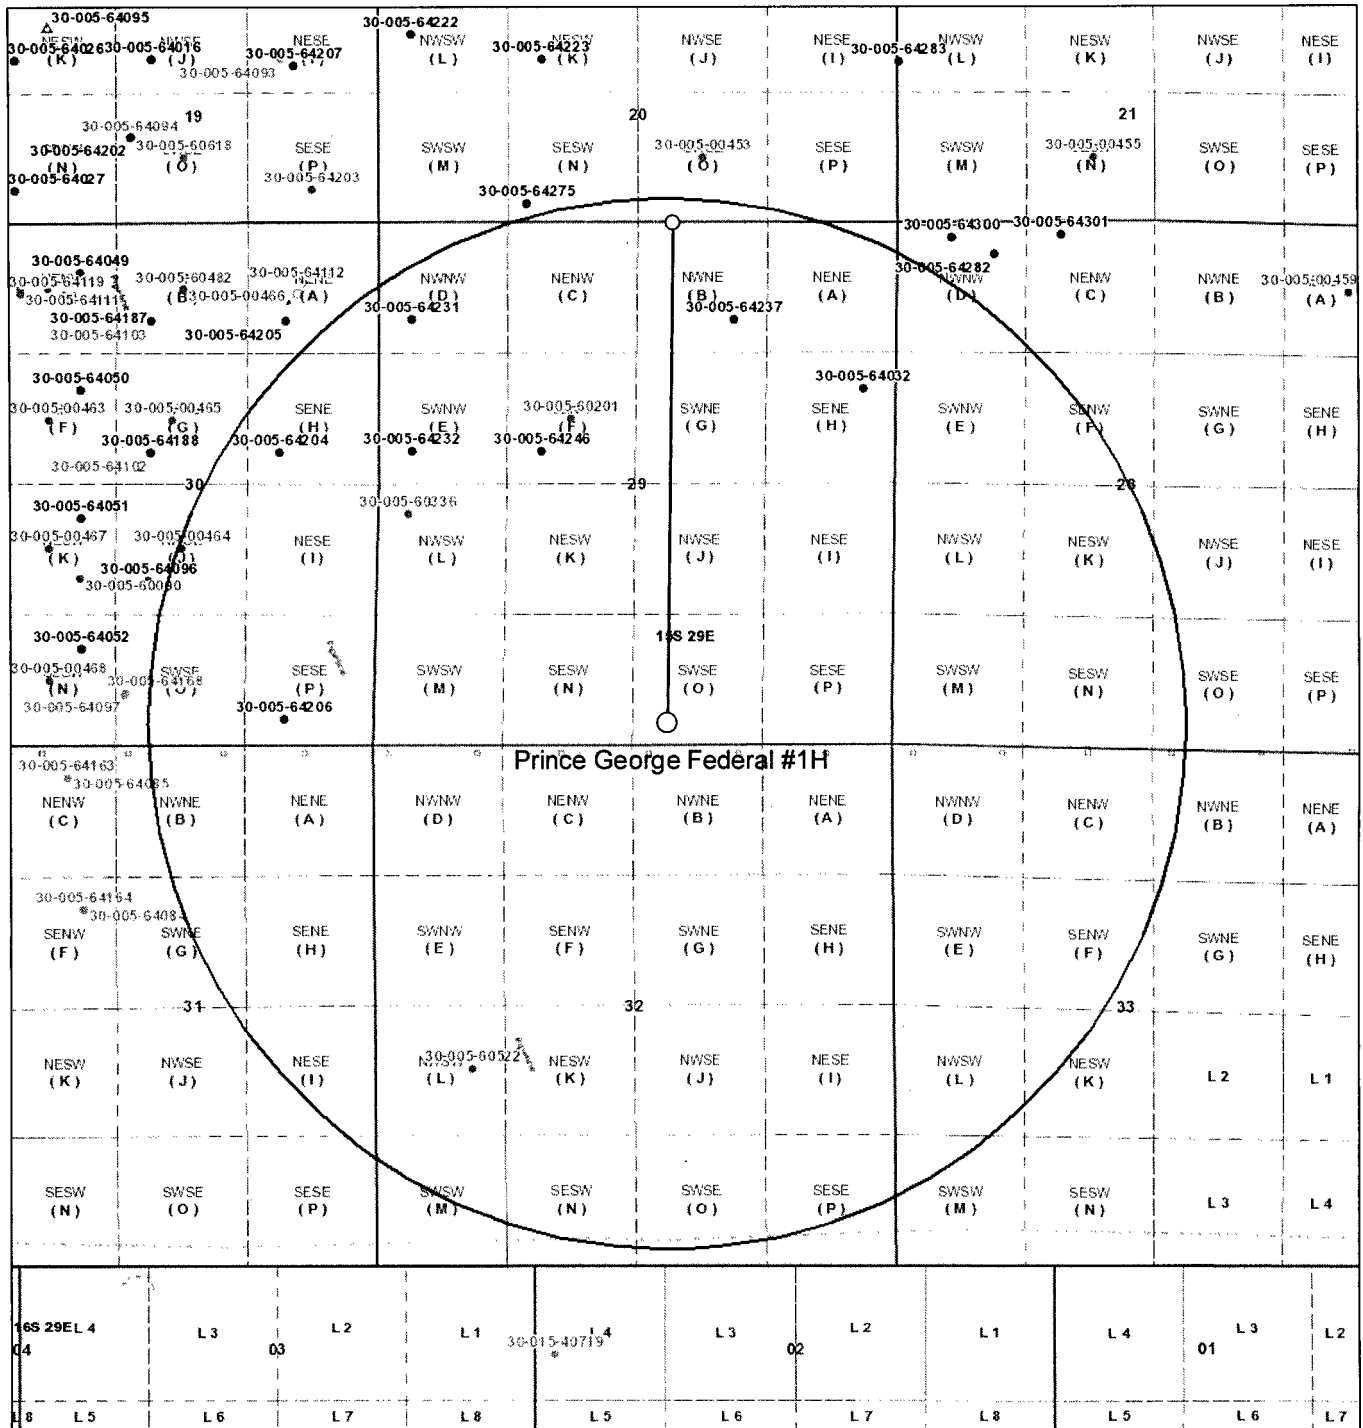 30-005-64095 30-005-64222
NESW NESE NWSW NESW NWSE NESE NWSW NESW NWSE NESE
30-005-64026 30-005-64016 30-005-64207 30-005-64223 30-005-64283
(K) (J) (L) (K) (J) (I) (L) (K) (J) (I)
30-005-64093
19 20 21
30-005-64094
30-005-64202 30-005-60618 SESE SWSW SESW 30-005-00453 SESE SWSW 30-005-00455 SWSE SESE
(N) (O) (P) (M) (N) (O) (P) (M) (N) (O) (P)
30-005-64027 30-005-64203 30-005-64275
30-005-64300 30-005-64301
30-005-64049 30-005-64112 30-005-64282
30-005-64119 30-005-60482 NENE NWNW NENW NWNE NENE NWNW NENW NWNE 30-005-00459
30-005-64111 (B) 30-005-00466 (A) (D) (C) (B) (A) (D) (C) (B) (A)
30-005-64187 30-005-64231 30-005-64237
30-005-64103 30-005-64205
30-005-64050 30-005-64032
30-005-00463 30-005-00465 SENE SWNW 30-005-60201 SWNE SENE SWNW SENW SWNE SENE
(F) (G) (H) (E) (F) (G) (H) (E) (F) (G) (H)
30-005-64188 30-005-64204 30-005-64232 30-005-64246
30-005-64102
30 29 28
30-005-64051 30-005-60336
30-005-00467 30-005-00464 NESE NWSW NESW NWSE NESE NWSW NESW NWSE NESE
(K) (J) (I) (L) (K) (J) (I) (L) (K) (J) (I)
30-005-64096
30-005-60090
30-005-64052 15S 29E
30-005-00468 SWSE SESE SWSW SESW SWSE SESE SWSW SESW SWSE SESE
(N) 30-005-64168 (P) (M) (N) (O) (P) (M) (N) (O) (P)
30-005-64097 30-005-64206
30-005-64163 Prince George Federal #1H
30-005-64085
NENW NWNE NENE NWNW NENW NWNE NENE NWNW NENW NWNE NENE
(C) (B) (A) (D) (C) (B) (A) (D) (C) (B) (A)
30-005-64164
30-005-64084
SENW SWNE SENE SWNW SENW SWNE SENE SWNW SENW SWNE SENE
(F) (G) (H) (E) (F) (G) (H) (E) (F) (G) (H)
31 32 33
NESW NWSE NESE 30-005-60522 NESW NWSE NESE NWSW NESW L 2 L 1
(K) (J) (I) (L) (K) (J) (I) (L) (K)
SESW SWSE SESE SWSW SESW SWSE SESE SWSW SESW L 3 L 4
(N) (O) (P) (M) (N) (O) (P) (M) (N)
16S 29E L 4 L 3 L 2 L 1 30-015-40719 L 4 L 3 L 2 L 1 L 4 L 3 L 2
04 03 02 01
L 8 L 5 L 6 L 7 L 8 L 5 L 6 L 7 L 8 L 5 L 6 L 7